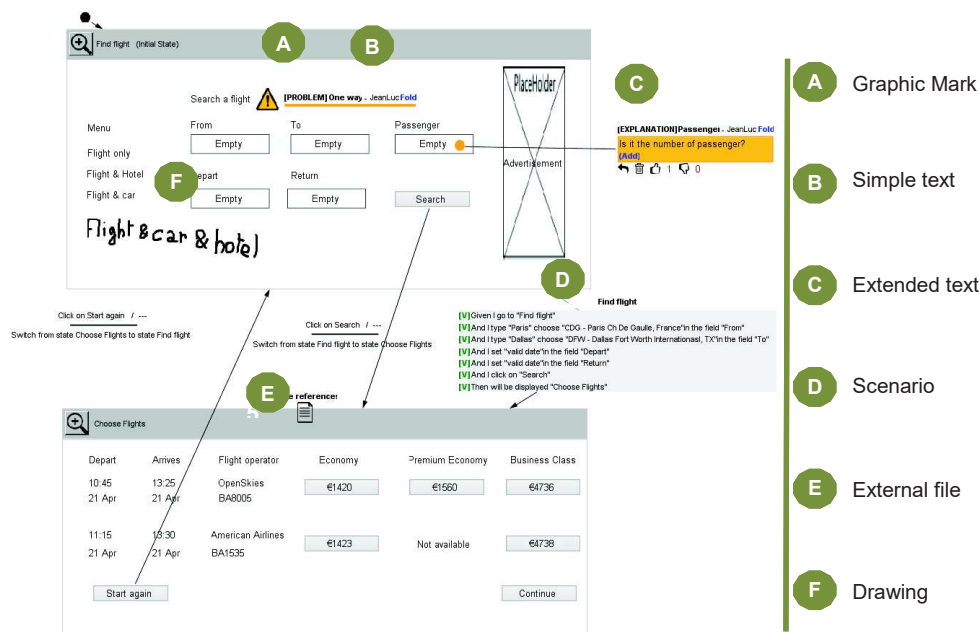 A
B
Find flight (Initial State)
PlaceHolder
C
A Graphic Mark
Search a flight [PROBLEM] One way - JeanLuc Fold
From To Passenger
Empty Empty Empty
[EXPLANATION] Passenger - JeanLuc Fold
Is it the number of passenger?
(Add)
1 0
Menu
Flight only
Flight & Hotel
Flight & car
F
Depart Return
Empty Empty Search
Advertisement
B Simple text
Flight & car & hotel
D
C Extended text
Click on Start again / ---
Switch from state Choose Flights to state Find flight
Click on Search / ---
Switch from state Find flight to state Choose Flights
Find flight
[V] Given I go to "Find flight"
[V] And I type "Paris" choose "CDG - Paris Ch De Gaulle, France"in the field "From"
[V] And I type "Dallas" choose "DFW - Dallas Fort Worth Internationasl, TX"in the field "To"
[V] And I set "valid date"in the field "Depart"
[V] And I set "valid date"in the field "Return"
[V] And I click on "Search"
[V] Then will be displayed "Choose Flights"
D Scenario
E
references
Choose Flights
Depart Arrives Flight operator Economy Premium Economy Business Class
10:45 13:25 OpenSkies €1420 €1560 €4736
21 Apr 21 Apr BA8005
11:15 13:30 American Airlines €1423 Not available €4738
21 Apr 21 Apr BA1535
Start again Continue
E External file
F Drawing